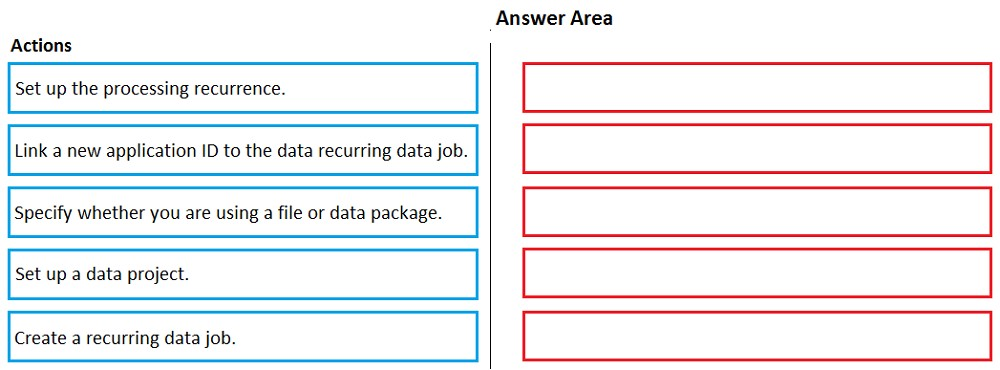 Answer Area
Actions
Set up the processing recurrence.
Link a new application ID to the data recurring data job.
Specify whether you are using a file or data package.
Set up a data project.
Create a recurring data job.